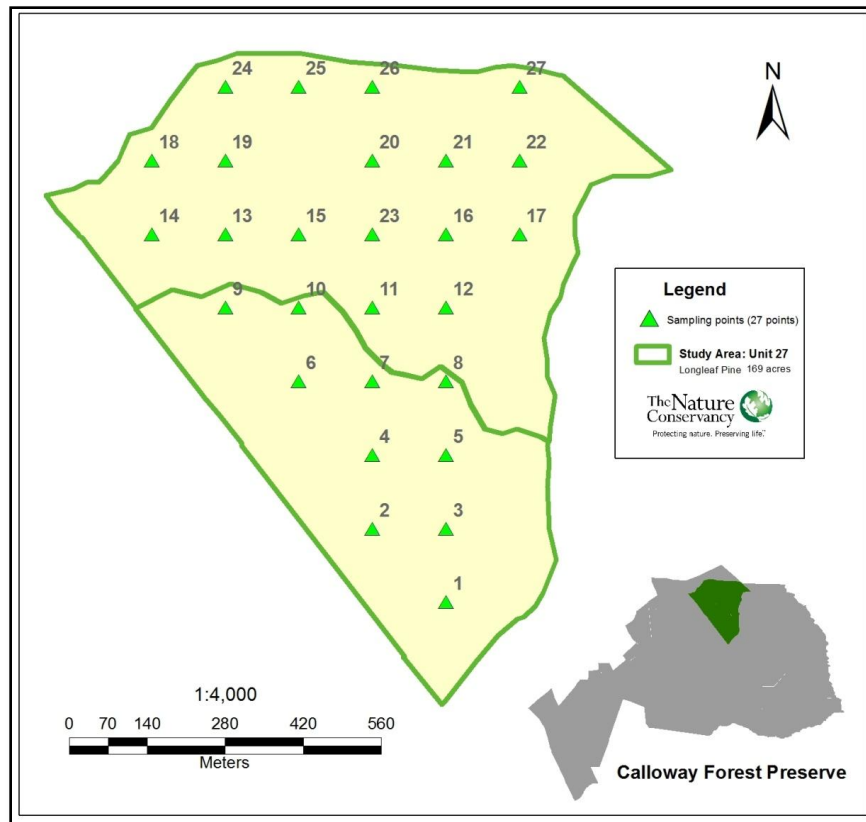 24 25 26 27
N
18 19 20 21 22
14 13 15 23 16 17
9 10 11 12
Legend
Sampling points (27 points)
Study Area: Unit 27
Longleaf Pine 169 acres
The Nature
Conservancy
Protecting nature. Preserving life.™
6 7 8
4 5
2 3
1
1:4,000
0 70 140 280 420 560
Meters
Calloway Forest Preserve